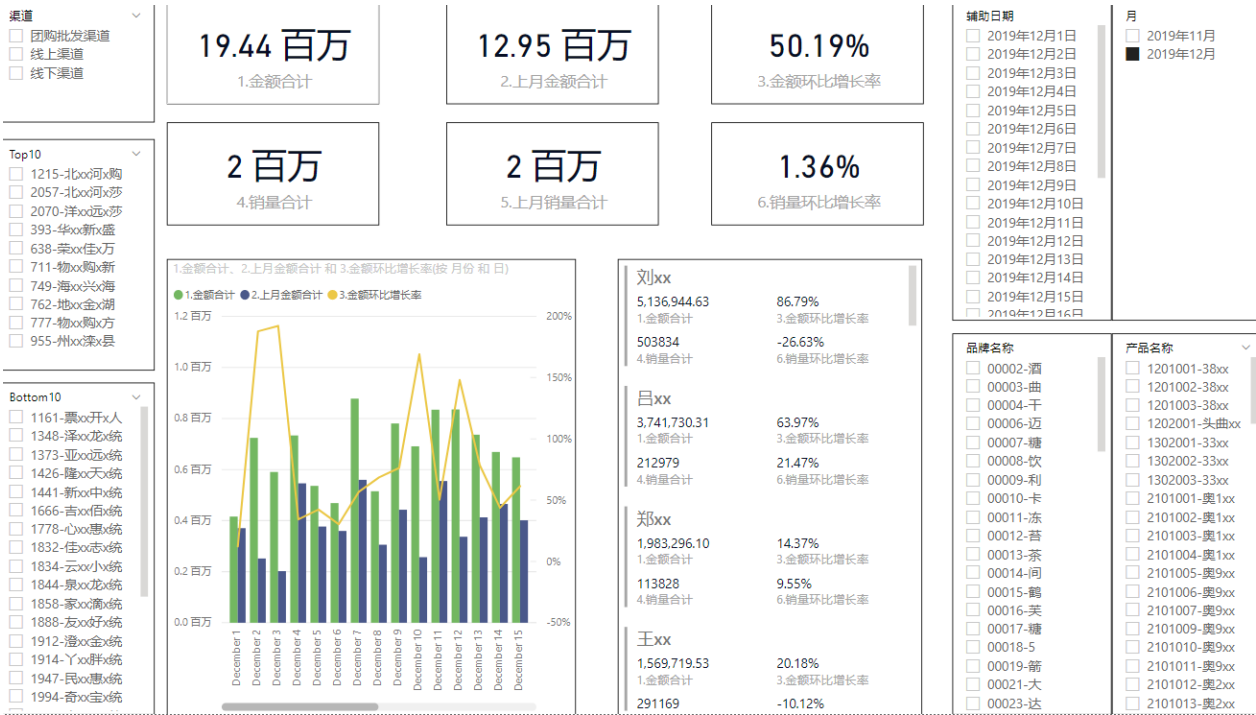 渠道
团购批发渠道
线上渠道
线下渠道
Top10
1215-北xx河x购
2057-北xx河x莎
2070-洋xx远x莎
393-华xx新x盛
638-荣xx佳x万
711-物xx购x新
749-海xx兴x海
762-地xx金x湖
777-物xx购x方
955-州xx滦x县
Bottom10
1161-票xx开x人
1348-泽xx龙x统
1373-亚xx远x统
1426-隆xx天x统
1441-新xx中x统
1666-吉xx佰x统
1778-心xx惠x统
1832-佳xx志x统
1834-云xx小x统
1844-泉xx龙x统
1858-家xx滴x统
1888-友xx好x统
1912-澄xx金x统
1914-丫xx胖x统
1947-民xx惠x统
1994-奇xx宝x统
19.44 百万
1.金额合计
12.95 百万
2.上月金额合计
50.19%
3.金额环比增长率
2 百万
4.销量合计
2 百万
5.上月销量合计
1.36%
6.销量环比增长率
1.金额合计、2.上月金额合计 和 3.金额环比增长率(按 月份 和 日)
1.金额合计 2.上月金额合计 3.金额环比增长率
1.2 百万
1.0 百万
0.8 百万
0.6 百万
0.4 百万
0.2 百万
0.0 百万
200%
150%
100%
50%
0%
-50%
December 1
December 2
December 3
December 4
December 5
December 6
December 7
December 8
December 9
December 10
December 11
December 12
December 13
December 14
December 15
刘xx
5,136,944.63 86.79%
1.金额合计 3.金额环比增长率
503834 -26.63%
4.销量合计 6.销量环比增长率
吕xx
3,741,730.31 63.97%
1.金额合计 3.金额环比增长率
212979 21.47%
4.销量合计 6.销量环比增长率
郑xx
1,983,296.10 14.37%
1.金额合计 3.金额环比增长率
113828 9.55%
4.销量合计 6.销量环比增长率
王xx
1,569,719.53 20.18%
1.金额合计 3.金额环比增长率
291169 -10.12%
辅助日期
2019年12月1日
2019年12月2日
2019年12月3日
2019年12月4日
2019年12月5日
2019年12月6日
2019年12月7日
2019年12月8日
2019年12月9日
2019年12月10日
2019年12月11日
2019年12月12日
2019年12月13日
2019年12月14日
2019年12月15日
2019年12月16日
月
2019年11月
2019年12月
品牌名称
00002-酒
00003-曲
00004-干
00006-迈
00007-糖
00008-饮
00009-利
00010-卡
00011-冻
00012-苔
00013-茶
00014-间
00015-鹤
00016-芙
00017-糖
00018-5
00019-箭
00021-大
00023-达
产品名称
1201001-38xx
1201002-38xx
1201003-38xx
1202001-头曲xx
1302001-33xx
1302002-33xx
1302003-33xx
2101001-奥1xx
2101002-奥1xx
2101003-奥1xx
2101004-奥1xx
2101005-奥9xx
2101006-奥9xx
2101007-奥9xx
2101009-奥9xx
2101010-奥9xx
2101011-奥9xx
2101012-奥2xx
2101013-奥2xx